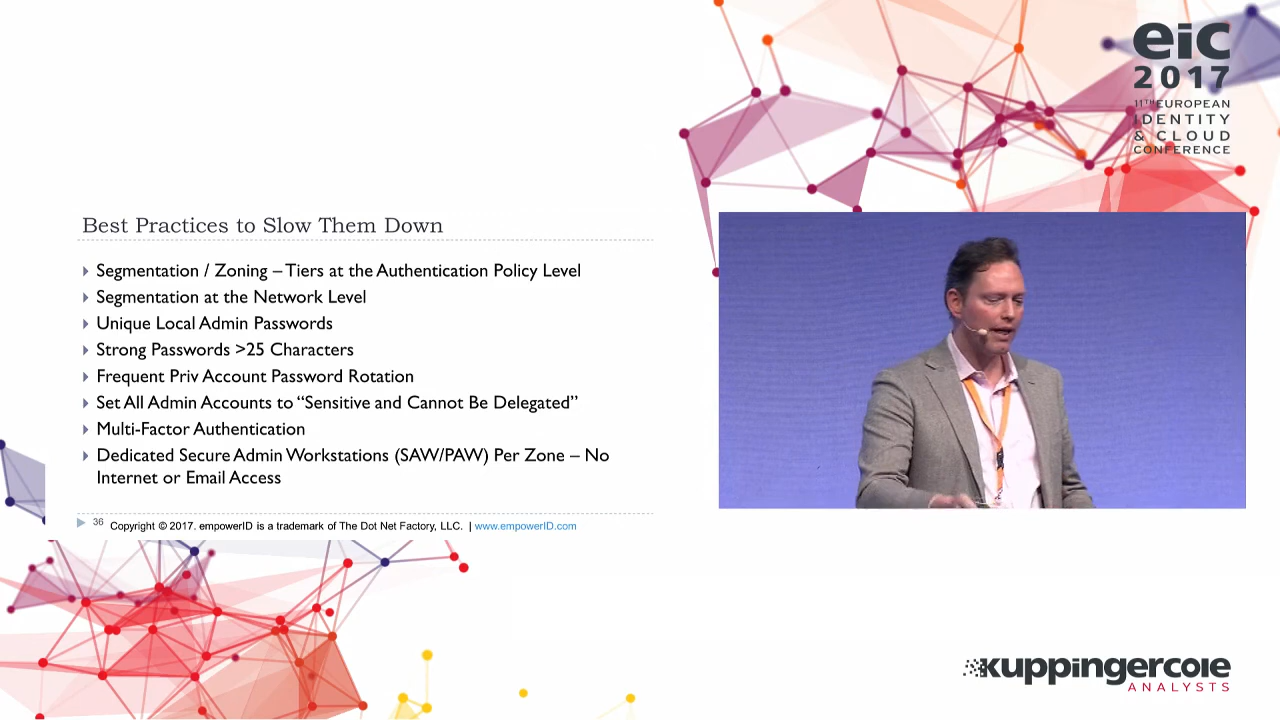 eic
2017
11TH EUROPEAN
IDENTITY
& CLOUD
CONFERENCE
Best Practices to Slow Them Down
Segmentation / Zoning – Tiers at the Authentication Policy Level
Segmentation at the Network Level
Unique Local Admin Passwords
Strong Passwords >25 Characters
Frequent Priv Account Password Rotation
Set All Admin Accounts to “Sensitive and Cannot Be Delegated”
Multi-Factor Authentication
Dedicated Secure Admin Workstations (SAW/PAW) Per Zone – No
Internet or Email Access
36 Copyright © 2017. empowerID is a trademark of The Dot Net Factory, LLC. | www.empowerID.com
kuppingercole
ANALYSTS